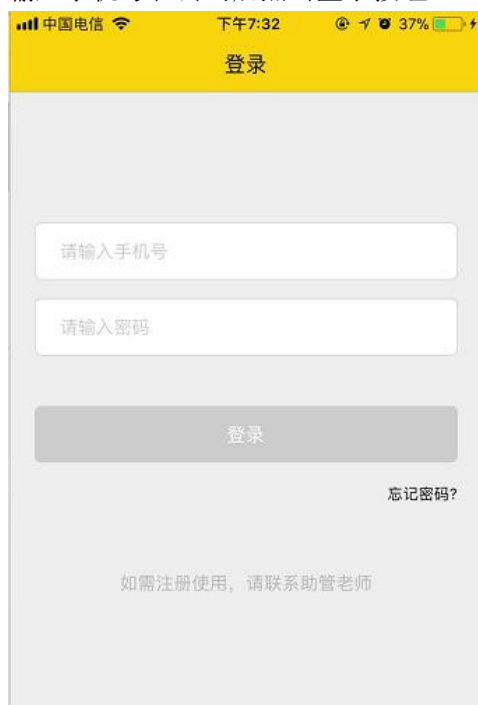 中国电信 下午7:32 37%
登录
请输入手机号
请输入密码
登录
忘记密码?
如需注册使用，请联系助管老师